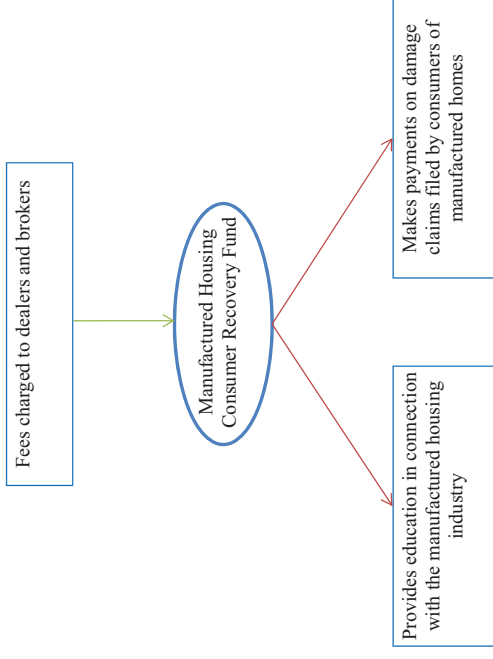 Fees charged to dealers and brokers
Manufactured Housing
Consumer Recovery Fund
Provides education in connection
with the manufactured housing
industry
Makes payments on damage
claims filed by consumers of
manufactured homes